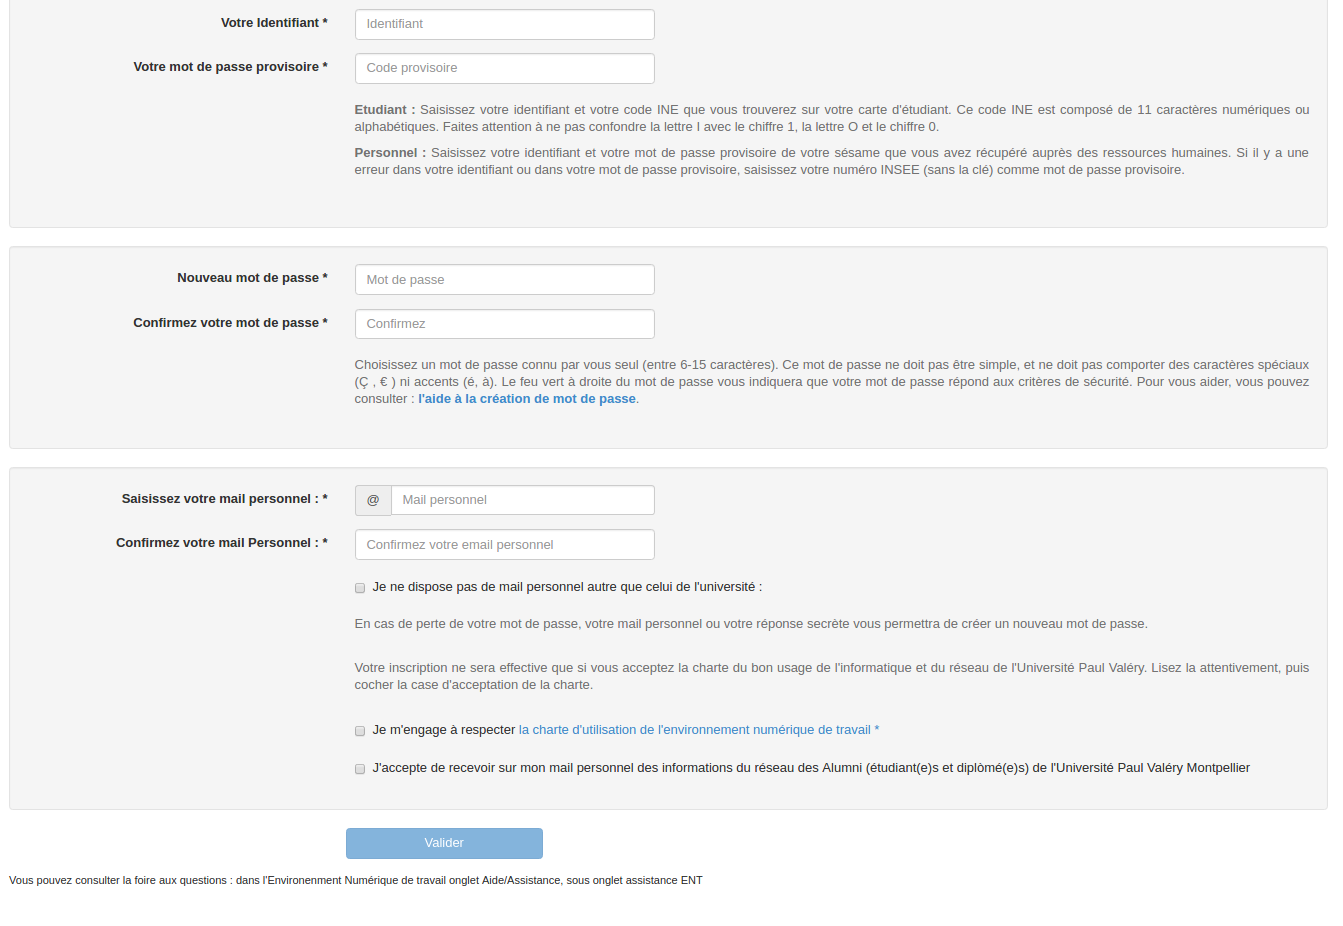 Votre Identifiant *
Identifiant
Votre mot de passe provisoire *
Code provisoire
Etudiant : Saisissez votre identifiant et votre code INE que vous trouverez sur votre carte d'étudiant. Ce code INE est composé de 11 caractères numériques ou
alphabétiques. Faites attention à ne pas confondre la lettre I avec le chiffre 1, la lettre O et le chiffre 0.
Personnel : Saisissez votre identifiant et votre mot de passe provisoire de votre sésame que vous avez récupéré auprès des ressources humaines. Si il y a une
erreur dans votre identifiant ou dans votre mot de passe provisoire, saisissez votre numéro INSEE (sans la clé) comme mot de passe provisoire.
Nouveau mot de passe *
Mot de passe
Confirmez votre mot de passe *
Confirmez
Choisissez un mot de passe connu par vous seul (entre 6-15 caractères). Ce mot de passe ne doit pas être simple, et ne doit pas comporter des caractères spéciaux
(Ç , € ) ni accents (é, à). Le feu vert à droite du mot de passe vous indiquera que votre mot de passe répond aux critères de sécurité. Pour vous aider, vous pouvez
consulter : l'aide à la création de mot de passe.
Saisissez votre mail personnel : *
@ Mail personnel
Confirmez votre mail Personnel : *
Confirmez votre email personnel
Je ne dispose pas de mail personnel autre que celui de l'université :
En cas de perte de votre mot de passe, votre mail personnel ou votre réponse secrète vous permettra de créer un nouveau mot de passe.
Votre inscription ne sera effective que si vous acceptez la charte du bon usage de l'informatique et du réseau de l'Université Paul Valéry. Lisez la attentivement, puis
cocher la case d'acceptation de la charte.
Je m'engage à respecter la charte d'utilisation de l'environnement numérique de travail *
J'accepte de recevoir sur mon mail personnel des informations du réseau des Alumni (étudiant(e)s et diplòmé(e)s) de l'Université Paul Valéry Montpellier
Valider
Vous pouvez consulter la foire aux questions : dans l'Environenment Numérique de travail onglet Aide/Assistance, sous onglet assistance ENT